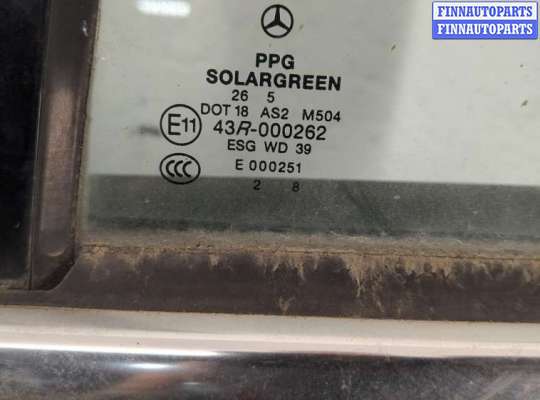 FINNAUTOPARTS
FINNAUTOPARTS
PPG
SOLARGREEN
26 5
DOT 18 AS2 M504
E11 43R-000262
ESG WD 39
CCC E 000251
2 8